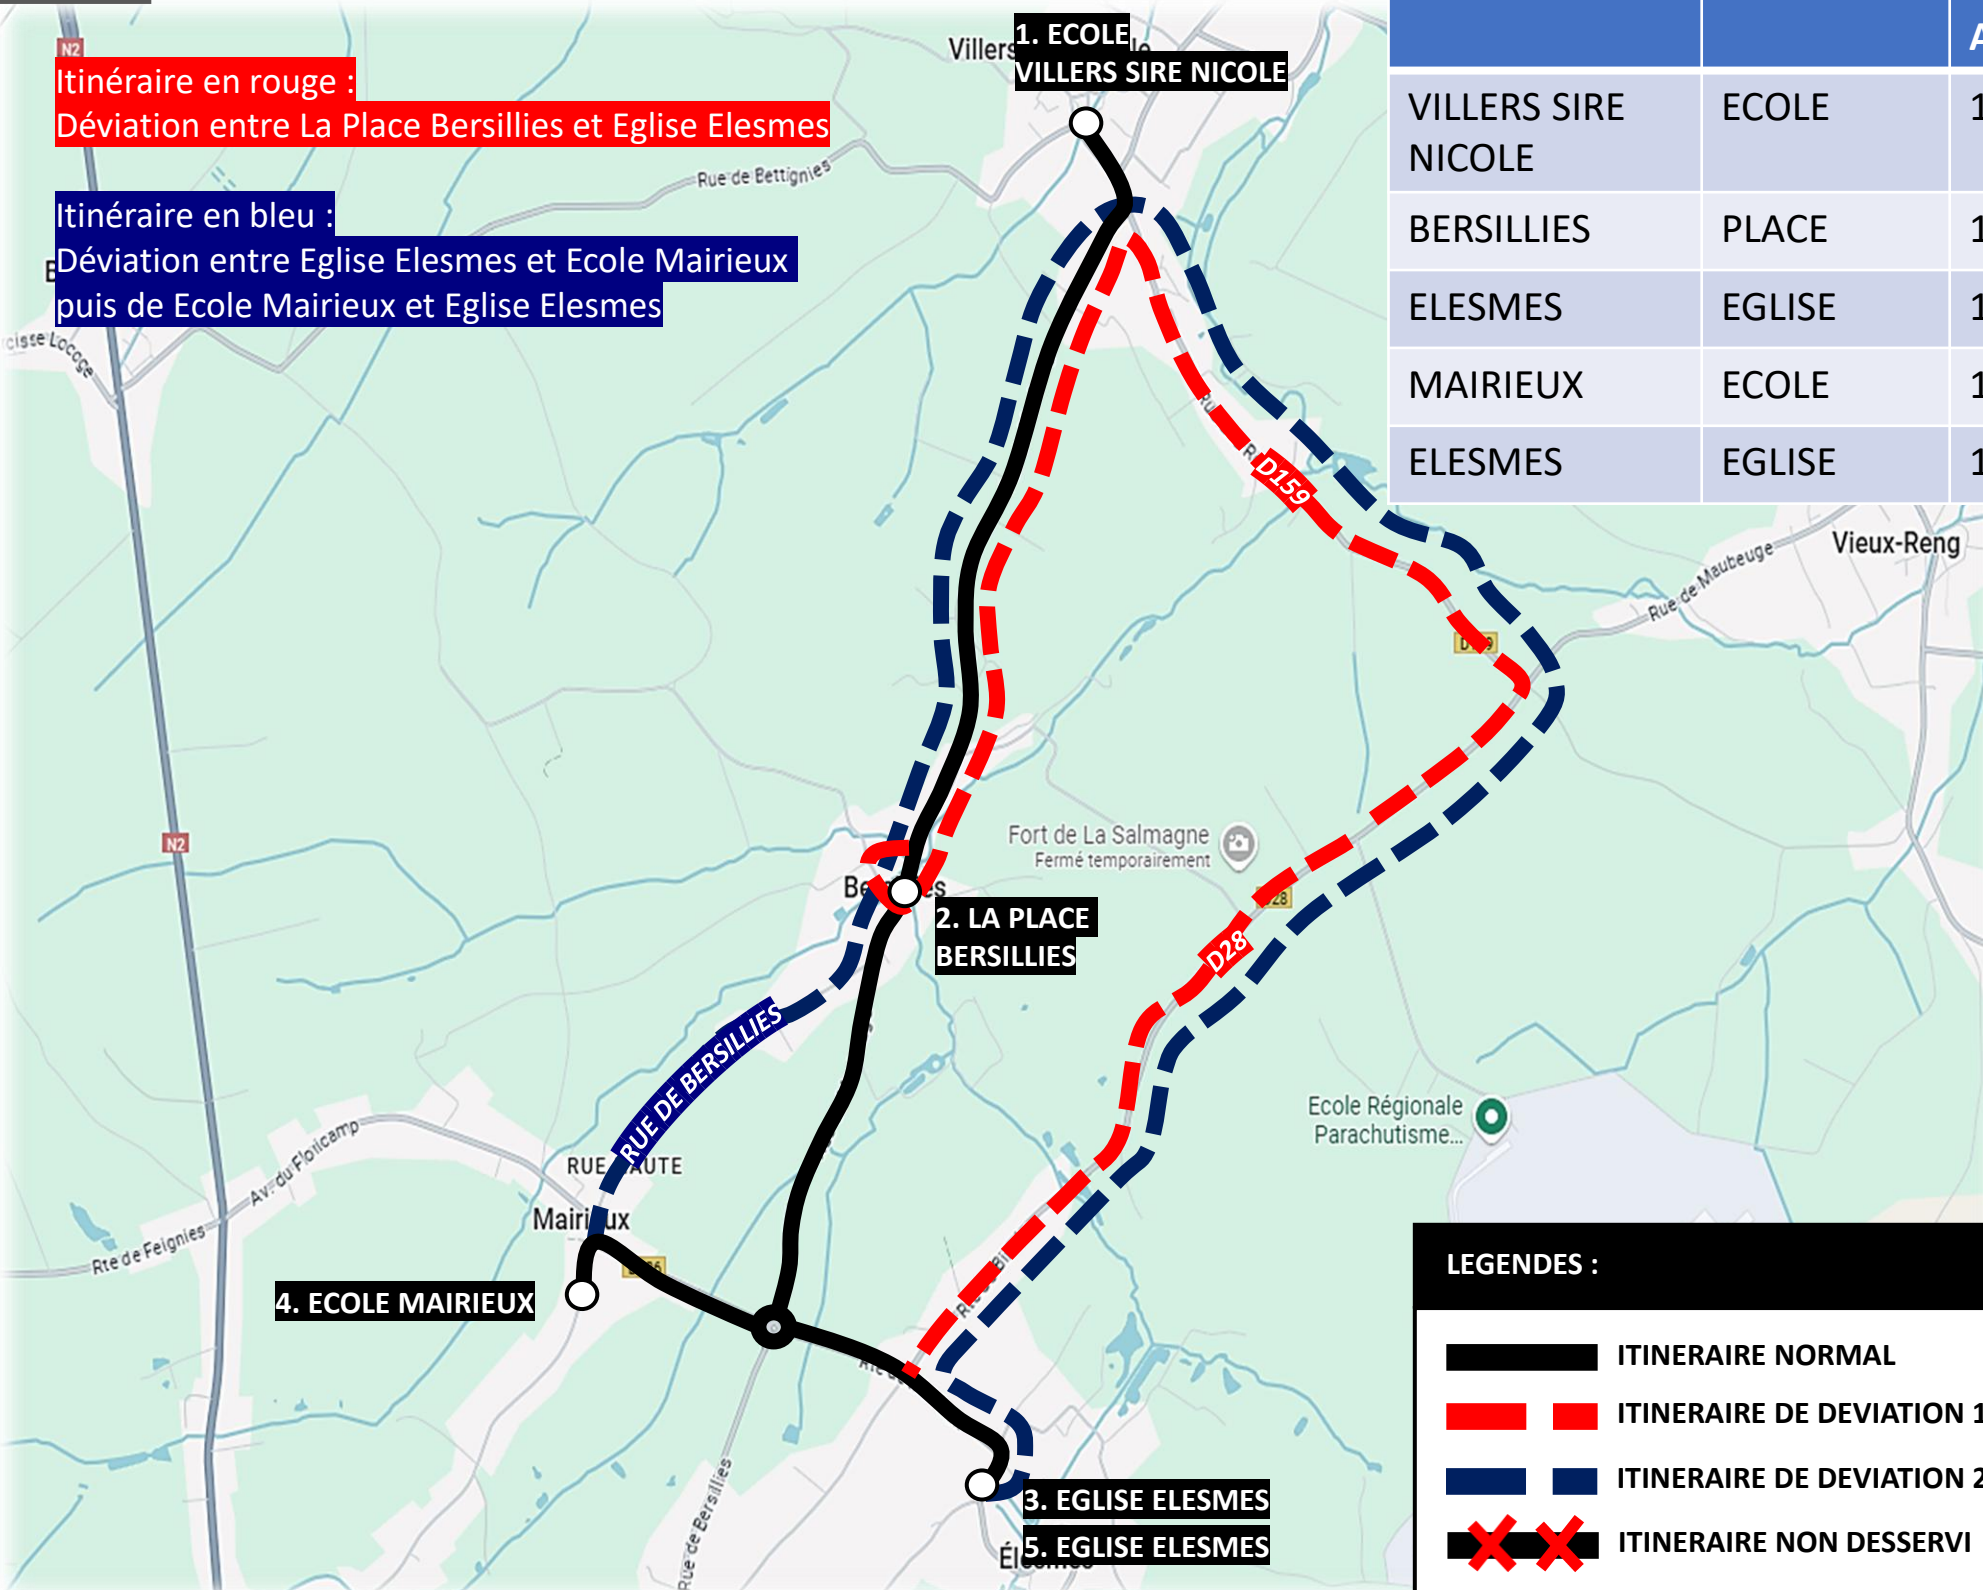 Itinéraire en rouge :
Déviation entre La Place Bersillies et Eglise Elesmes
Itinéraire en bleu :
Déviation entre Eglise Elesmes et Ecole Mairieux
puis de Ecole Mairieux et Eglise Elesmes
1. ECOLE
VILLERS SIRE NICOLE
Villers
VILLERS SIRE
NICOLE
ECOLE
BERSILLIES
PLACE
ELESMES
EGLISE
MAIRIEUX
ECOLE
ELESMES
EGLISE
N2
Rue de Bettignies
D159
Vieux-Reng
Rue de Maubeuge
N2
Fort de La Salmagne
Fermé temporairement
2. LA PLACE
BERSILLIES
D28
RUE DE BERSILLIES
Ecole Régionale
Parachutisme...
Av. du Floricamp
Rte de Feignies
4. ECOLE MAIRIEUX
3. EGLISE ELESMES
5. EGLISE ELESMES
Rue de Bersillies
LEGENDES :
ITINERAIRE NORMAL
ITINERAIRE DE DEVIATION 1
ITINERAIRE DE DEVIATION 2
ITINERAIRE NON DESSERVI